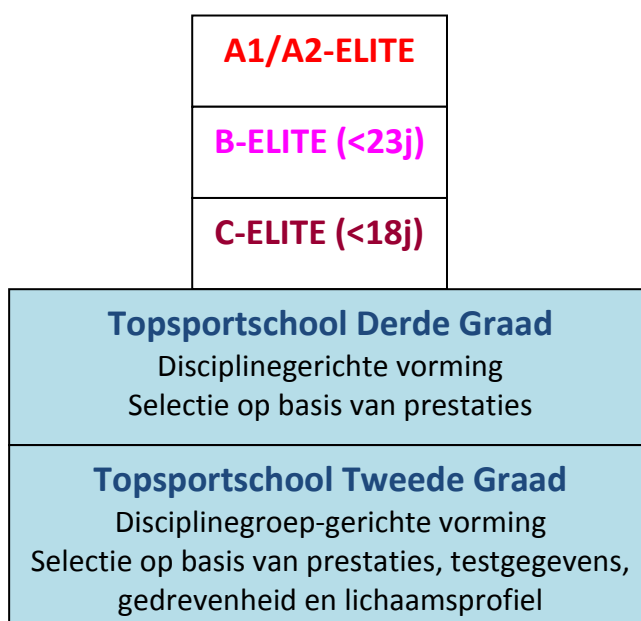 A1/A2-ELITE
B-ELITE (<23j)
C-ELITE (<18j)
Topsportschool Derde Graad
Disciplinegerichte vorming
Selectie op basis van prestaties
Topsportschool Tweede Graad
Disciplinegroep-gerichte vorming
Selectie op basis van prestaties, testgegevens,
gedrevenheid en lichaamsprofiel